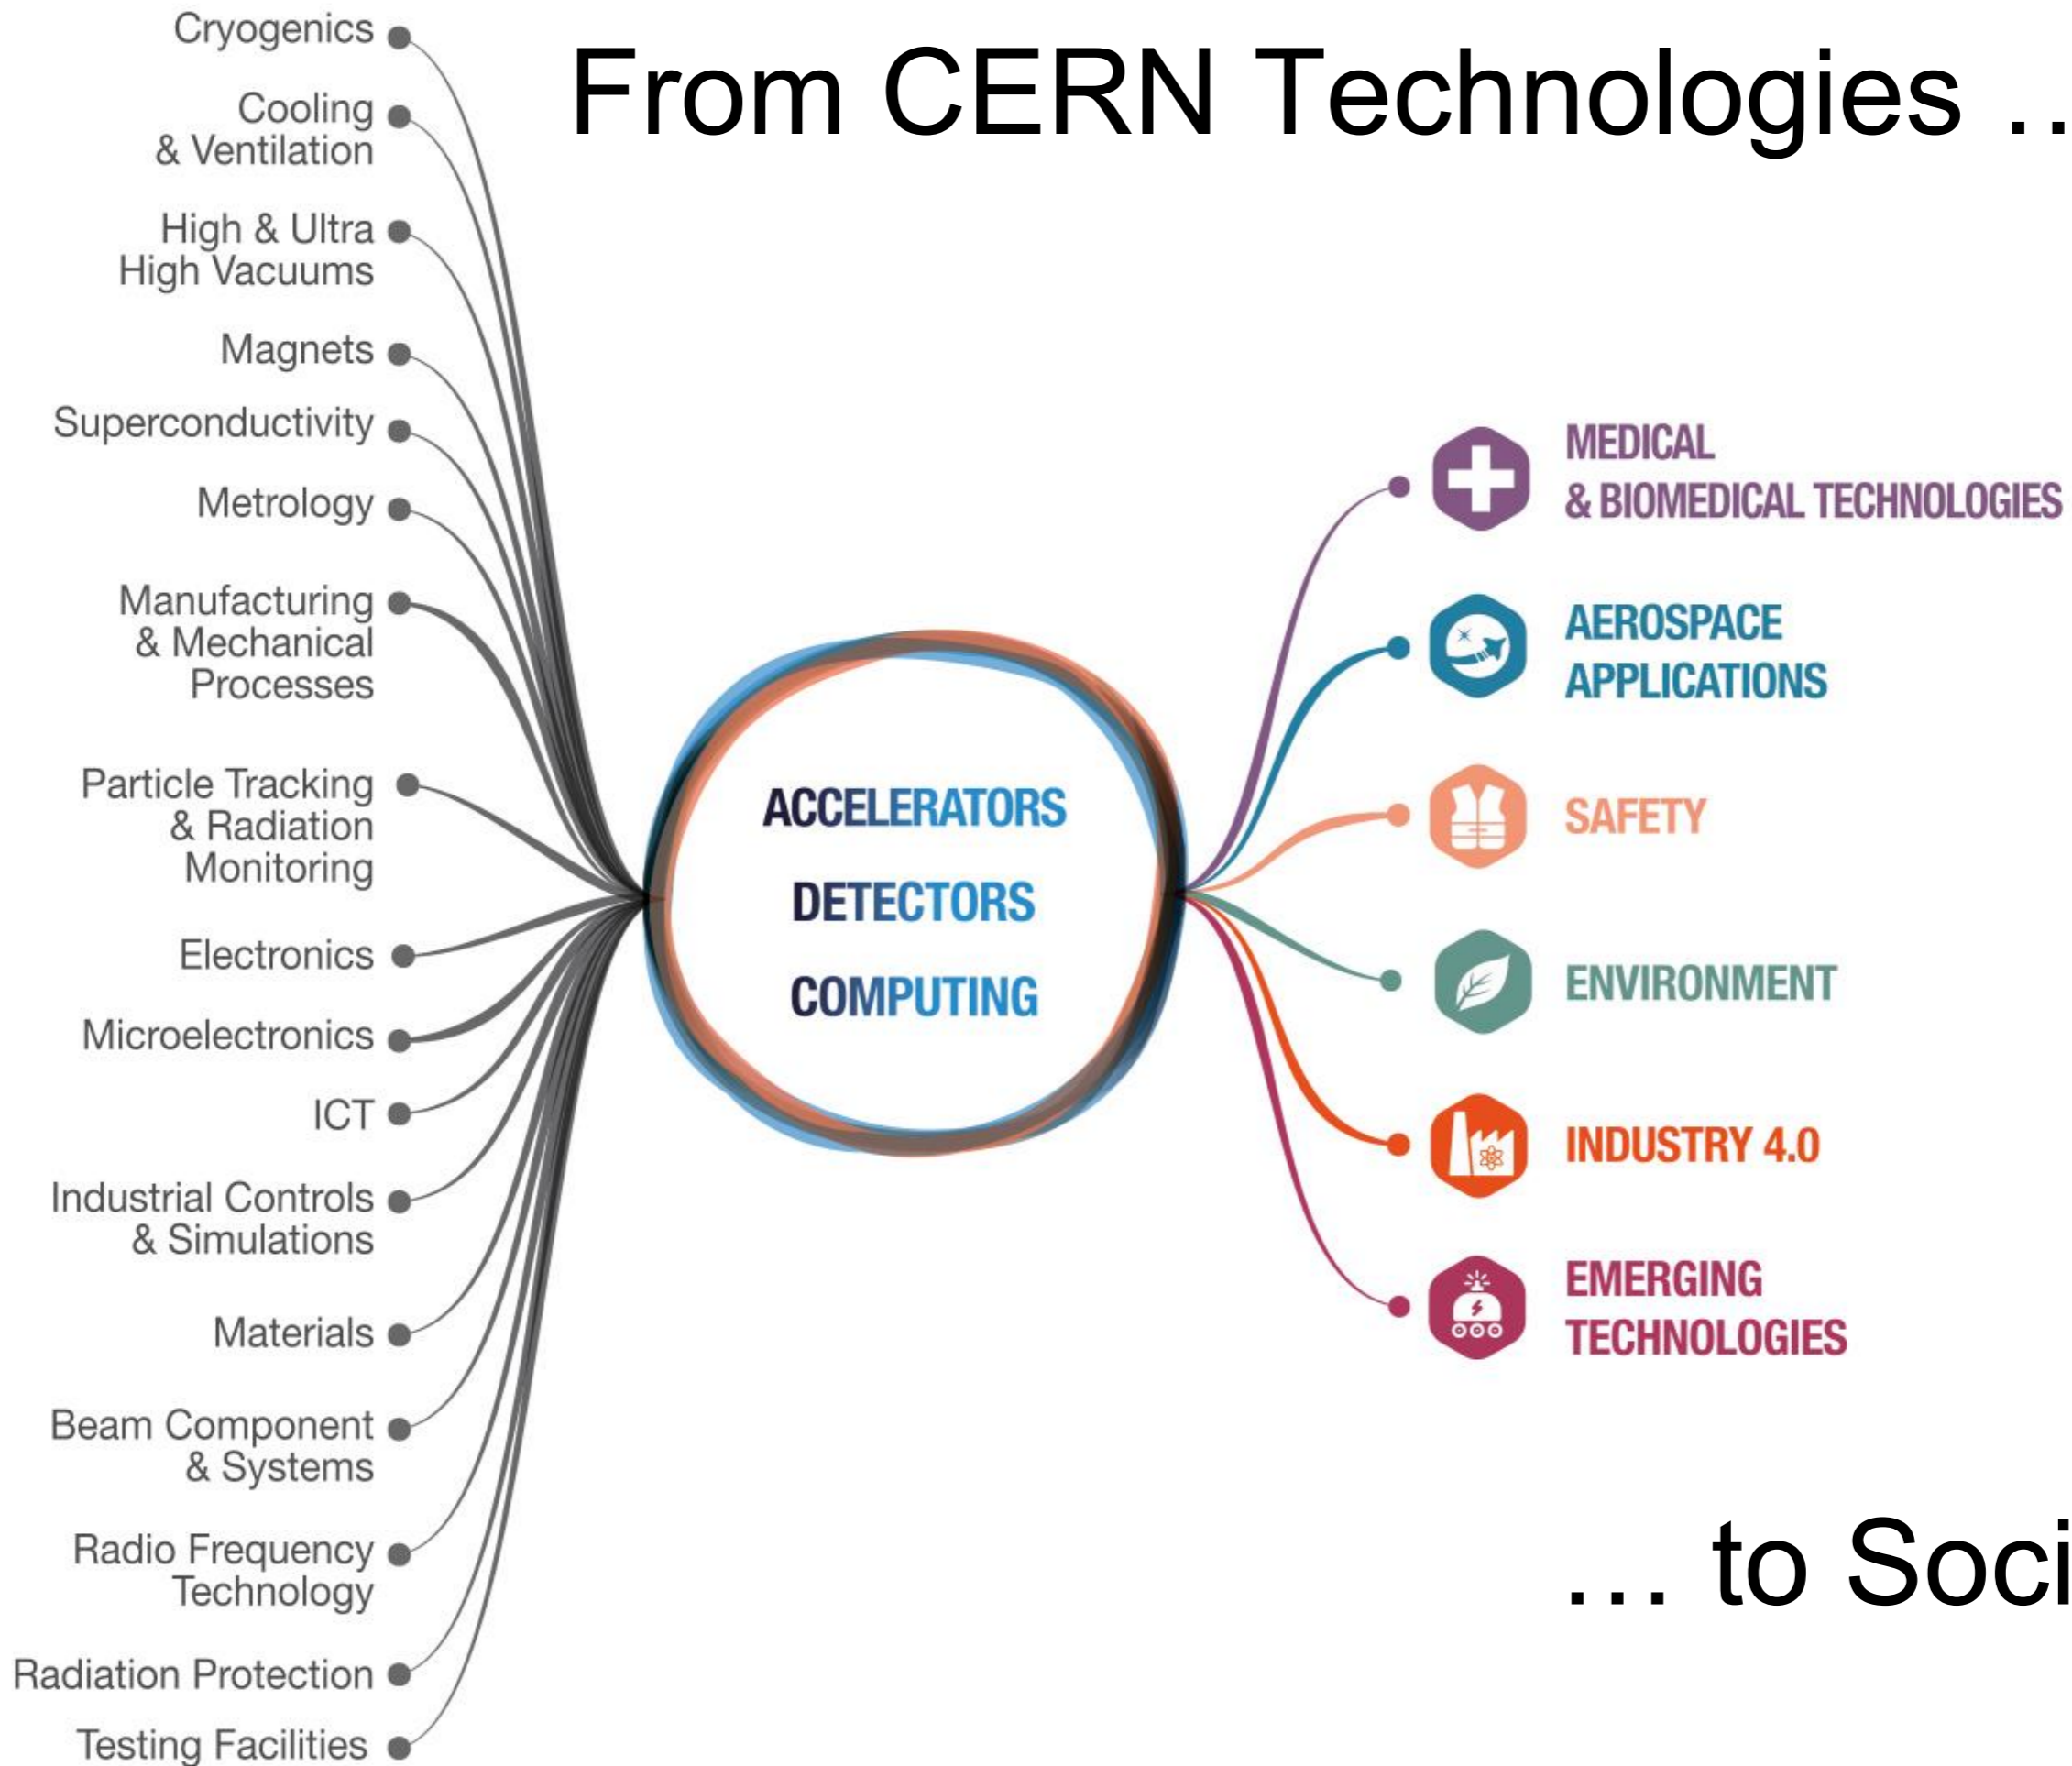 From CERN Technologies ..
Cryogenics
Cooling
& Ventilation
High & Ultra
High Vacuums
Magnets
Superconductivity
Metrology
Manufacturing
& Mechanical
Processes
Particle Tracking
& Radiation
Monitoring
Electronics
Microelectronics
ICT
Industrial Controls
& Simulations
Materials
Beam Component
& Systems
Radio Frequency
Technology
Radiation Protection
Testing Facilities
ACCELERATORS
DETECTORS
COMPUTING
MEDICAL
& BIOMEDICAL TECHNOLOGIES
AEROSPACE
APPLICATIONS
SAFETY
ENVIRONMENT
INDUSTRY 4.0
EMERGING
TECHNOLOGIES
... to Soci